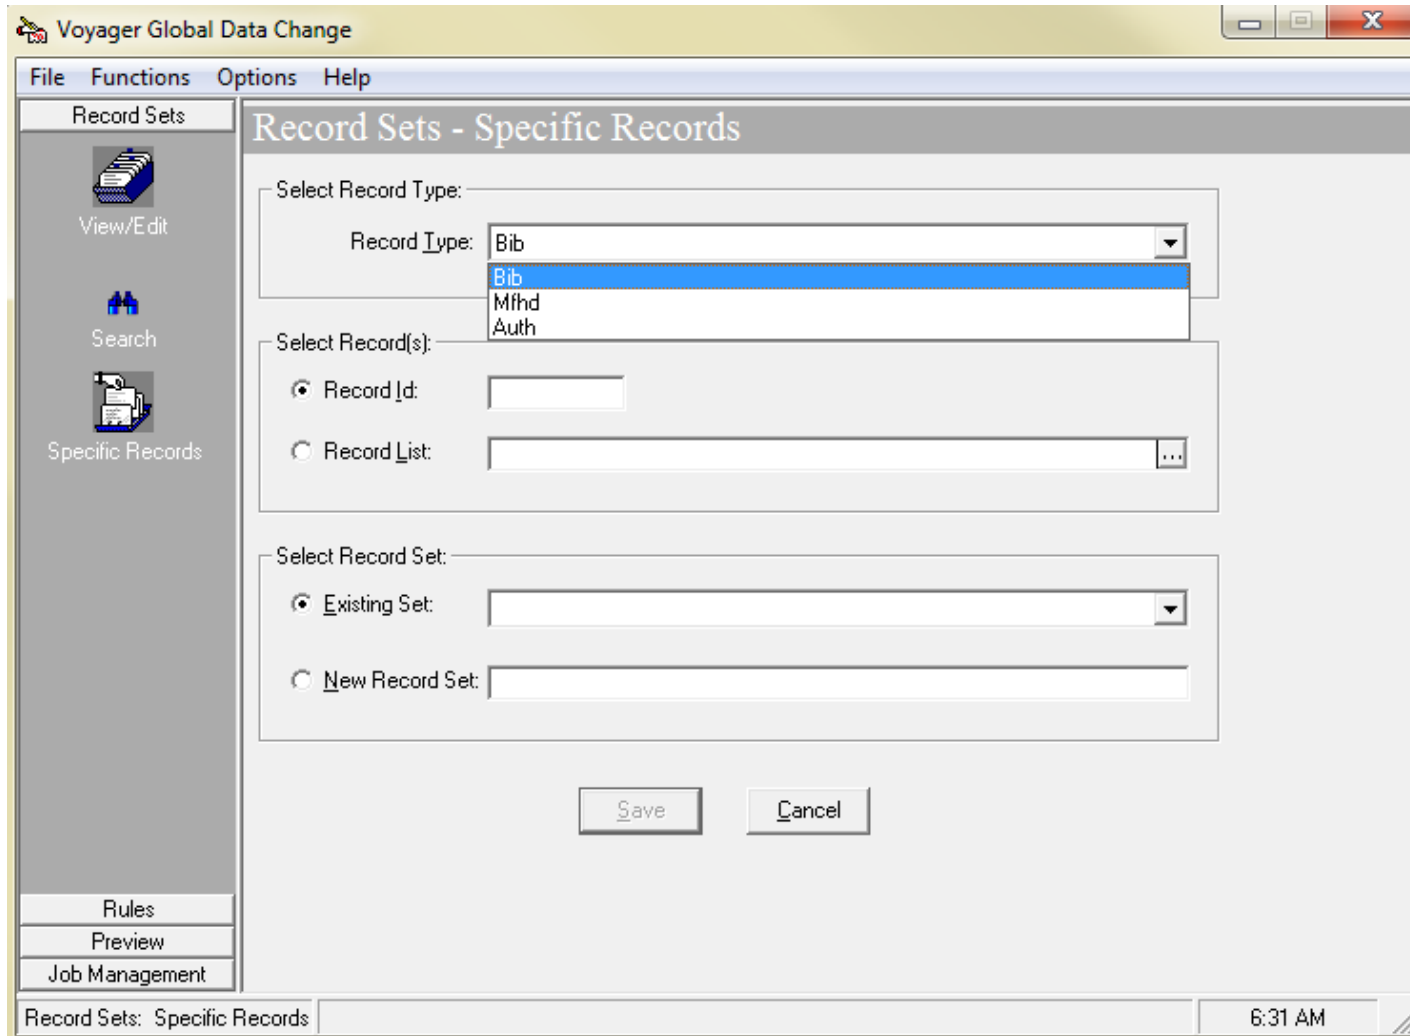 Voyager Global Data Change
File Functions Options Help
Record Sets
View/Edit
Search
Specific Records
Rules
Preview
Job Management
Record Sets - Specific Records
Select Record Type:
Record Type: Bib
Bib
Mfhd
Auth
Select Record(s):
Record Id:
Record List: ...
Select Record Set:
Existing Set:
New Record Set:
Save Cancel
Record Sets: Specific Records 6:31 AM